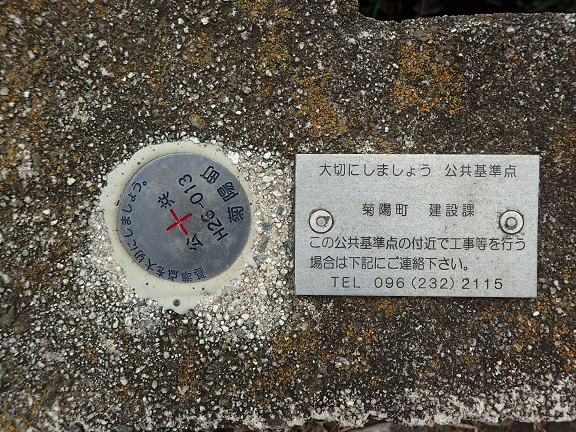 公共
H26-013
菊陽町
基準点を大切にしましょう。
大切にしましょう 公共基準点
菊陽町 建設課
この公共基準点の付近で工事等を行う
場合は下記にご連絡下さい。
TEL 096(232)2115